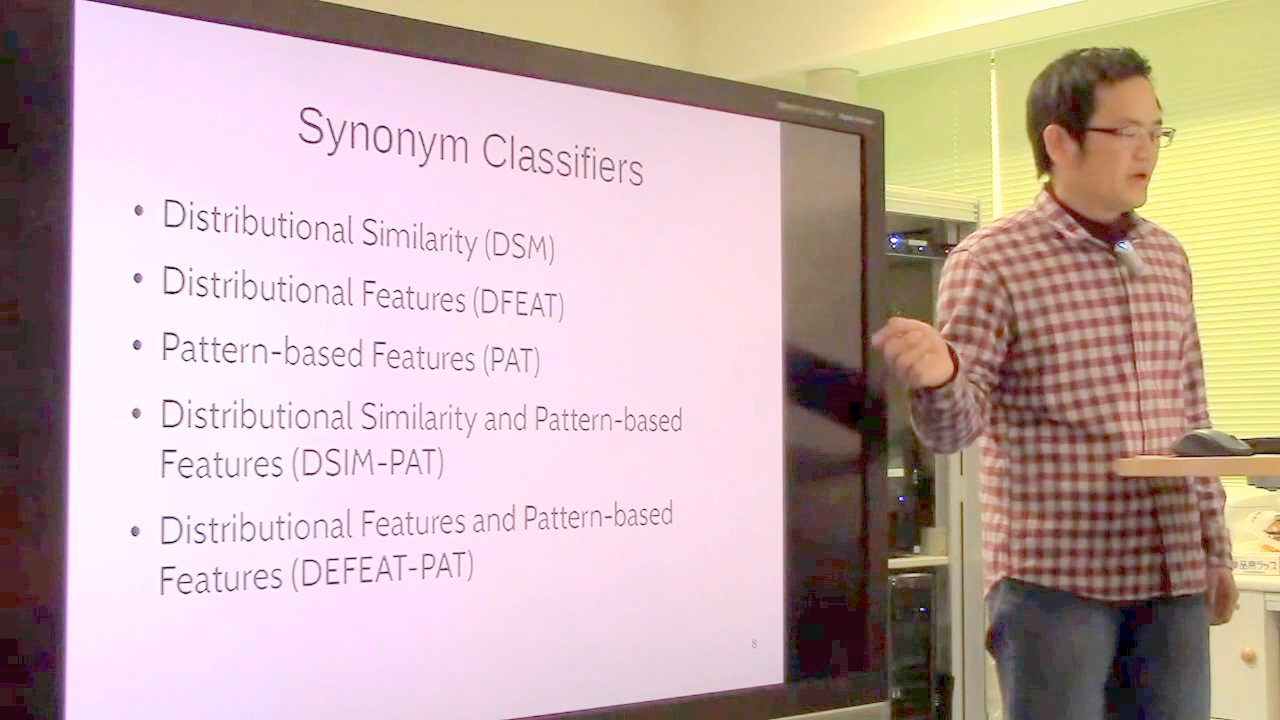 Synonym Classifiers
• Distributional Similarity (DSM)
• Distributional Features (DFEAT)
• Pattern-based Features (PAT)
• Distributional Similarity and Pattern-based
Features (DSIM-PAT)
• Distributional Features and Pattern-based
Features (DEFEAT-PAT)
8